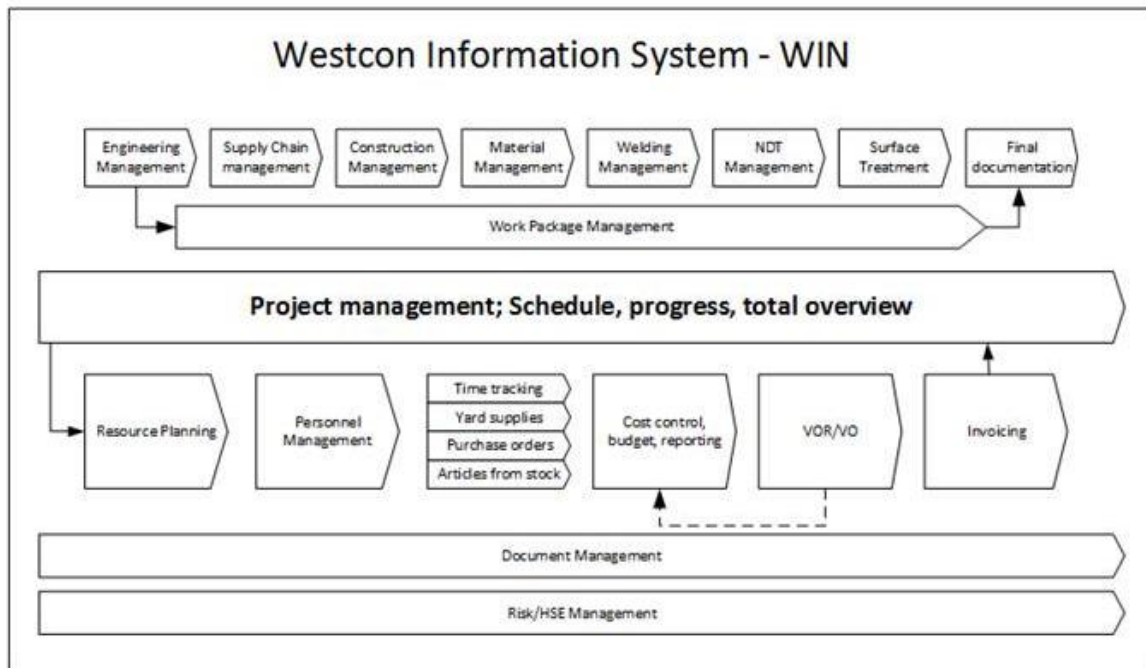 Westcon Information System - WIN
Engineering
Management
Supply Chain
management
Construction
Management
Material
Management
Welding
Management
NDT
Management
Surface
Treatment
Final
documentation
Work Package Management
Project management; Schedule, progress, total overview
Resource Planning
Personnel
Management
Time tracking
Yard supplies
Purchase orders
Articles from stock
Cost control,
budget, reporting
VOR/VO
Invoicing
Document Management
Risk/HSE Management